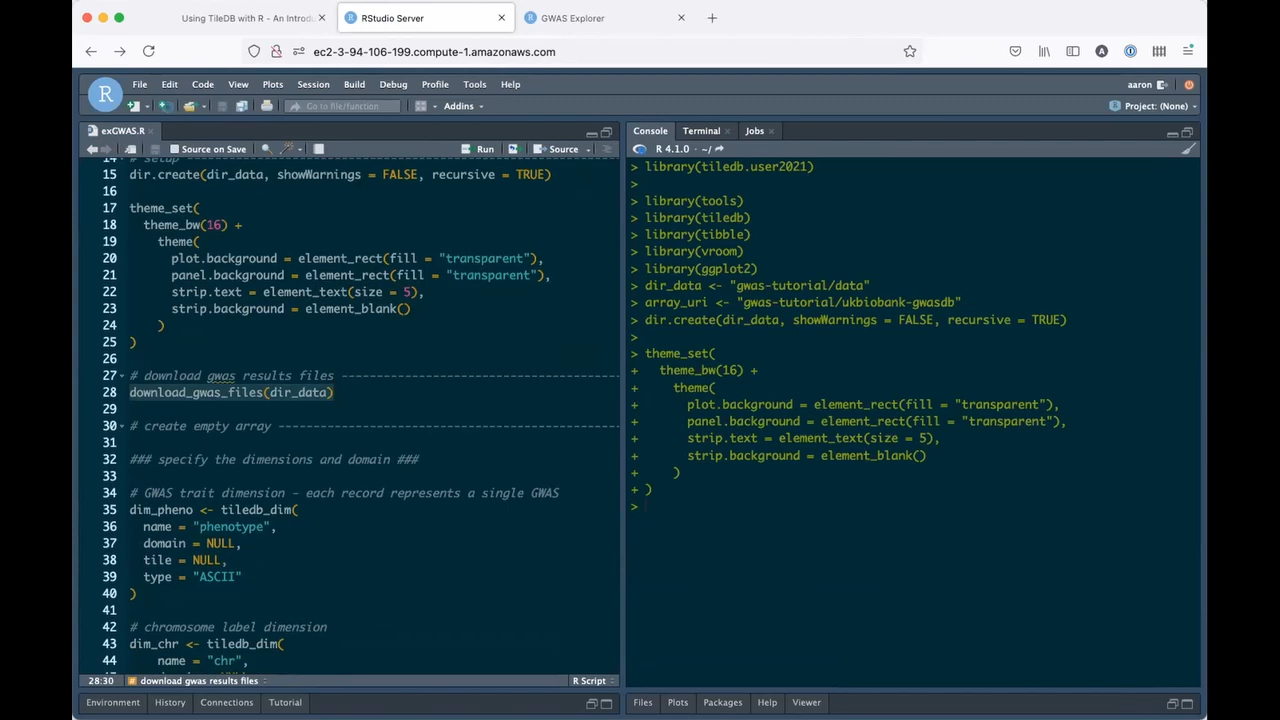 Using TileDB with R - An Introdu
RStudio Server
GWAS Explorer
ec2-3-94-106-199.compute-1.amazonaws.com
File Edit Code View Plots Session Build Debug Profile Tools Help
aaron
Go to file/function
Addins
Project: (None)
exGWAS.R
Source on Save
Run
Source
14 # setup
15 dir.create(dir_data, showWarnings = FALSE, recursive = TRUE)
16
17 theme_set(
18 theme_bw(16) +
19 theme(
20 plot.background = element_rect(fill = "transparent"),
21 panel.background = element_rect(fill = "transparent"),
22 strip.text = element_text(size = 5),
23 strip.background = element_blank()
24 )
25 )
26
27 # download gwas results files ----------------------------------------
28 download_gwas_files(dir_data)
29
30 # create empty array -------------------------------------------------
31
32 ### specify the dimensions and domain ###
33
34 # GWAS trait dimension - each record represents a single GWAS
35 dim_pheno <- tiledb_dim(
36 name = "phenotype",
37 domain = NULL,
38 tile = NULL,
39 type = "ASCII"
40 )
41
42 # chromosome label dimension
43 dim_chr <- tiledb_dim(
44 name = "chr",
28:30 # download gwas results files
R Script
Environment History Connections Tutorial
Console Terminal Jobs
R 4.1.0 · ~/
> library(tiledb.user2021)
>
> library(tools)
> library(tiledb)
> library(tibble)
> library(vroom)
> library(ggplot2)
> dir_data <- "gwas-tutorial/data"
> array_uri <- "gwas-tutorial/ukbiobank-gwasdb"
> dir.create(dir_data, showWarnings = FALSE, recursive = TRUE)
>
> theme_set(
+ theme_bw(16) +
+ theme(
+ plot.background = element_rect(fill = "transparent"),
+ panel.background = element_rect(fill = "transparent"),
+ strip.text = element_text(size = 5),
+ strip.background = element_blank()
+ )
+ )
>
Files Plots Packages Help Viewer